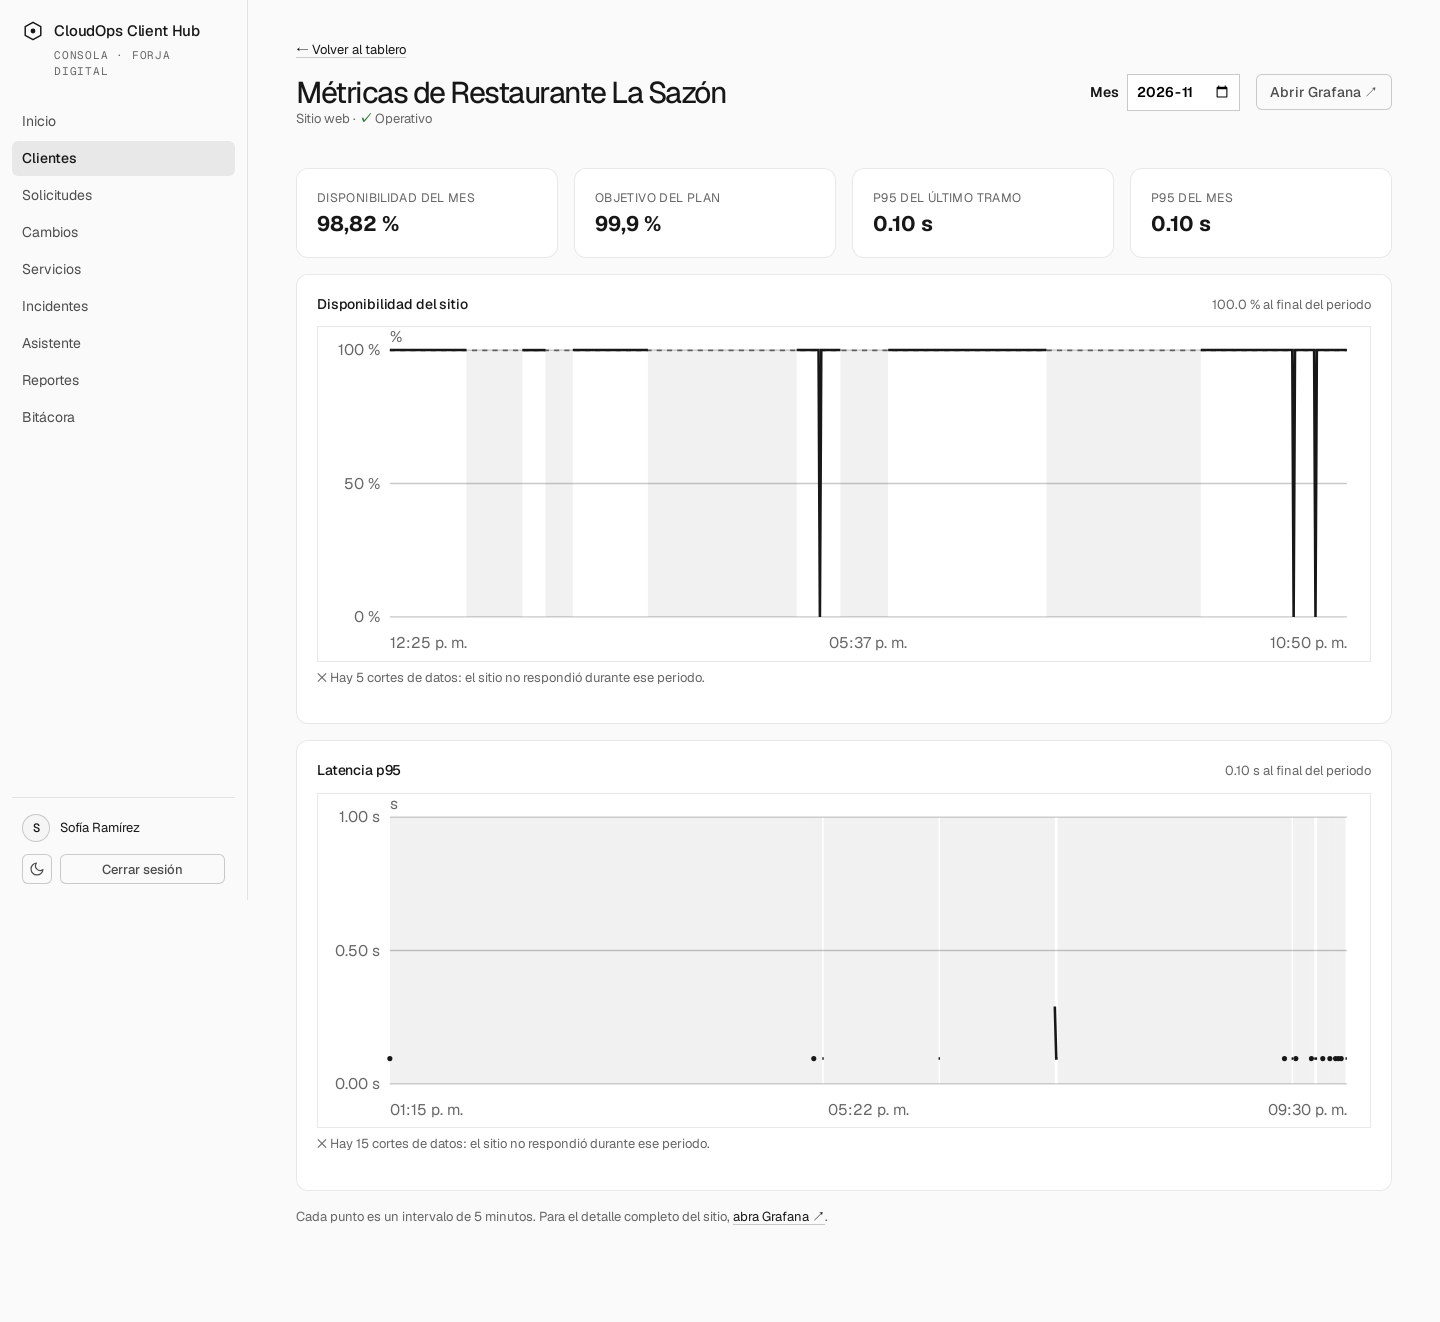 CloudOps Client Hub
CONSOLA · FORJA
DIGITAL
Inicio
Clientes
Solicitudes
Cambios
Servicios
Incidentes
Asistente
Reportes
Bitácora
S Sofía Ramírez
Cerrar sesión
← Volver al tablero
Métricas de Restaurante La Sazón
Sitio web · ✓ Operativo
Mes 2026-11 Abrir Grafana ↗
DISPONIBILIDAD DEL MES
98,82 %
OBJETIVO DEL PLAN
99,9 %
P95 DEL ÚLTIMO TRAMO
0.10 s
P95 DEL MES
0.10 s
Disponibilidad del sitio 100.0 % al final del periodo
%
100 %
50 %
0 %
12:25 p. m. 05:37 p. m. 10:50 p. m.
✕ Hay 5 cortes de datos: el sitio no respondió durante ese periodo.
Latencia p95 0.10 s al final del periodo
s
1.00 s
0.50 s
0.00 s
01:15 p. m. 05:22 p. m. 09:30 p. m.
✕ Hay 15 cortes de datos: el sitio no respondió durante ese periodo.
Cada punto es un intervalo de 5 minutos. Para el detalle completo del sitio, abra Grafana ↗.